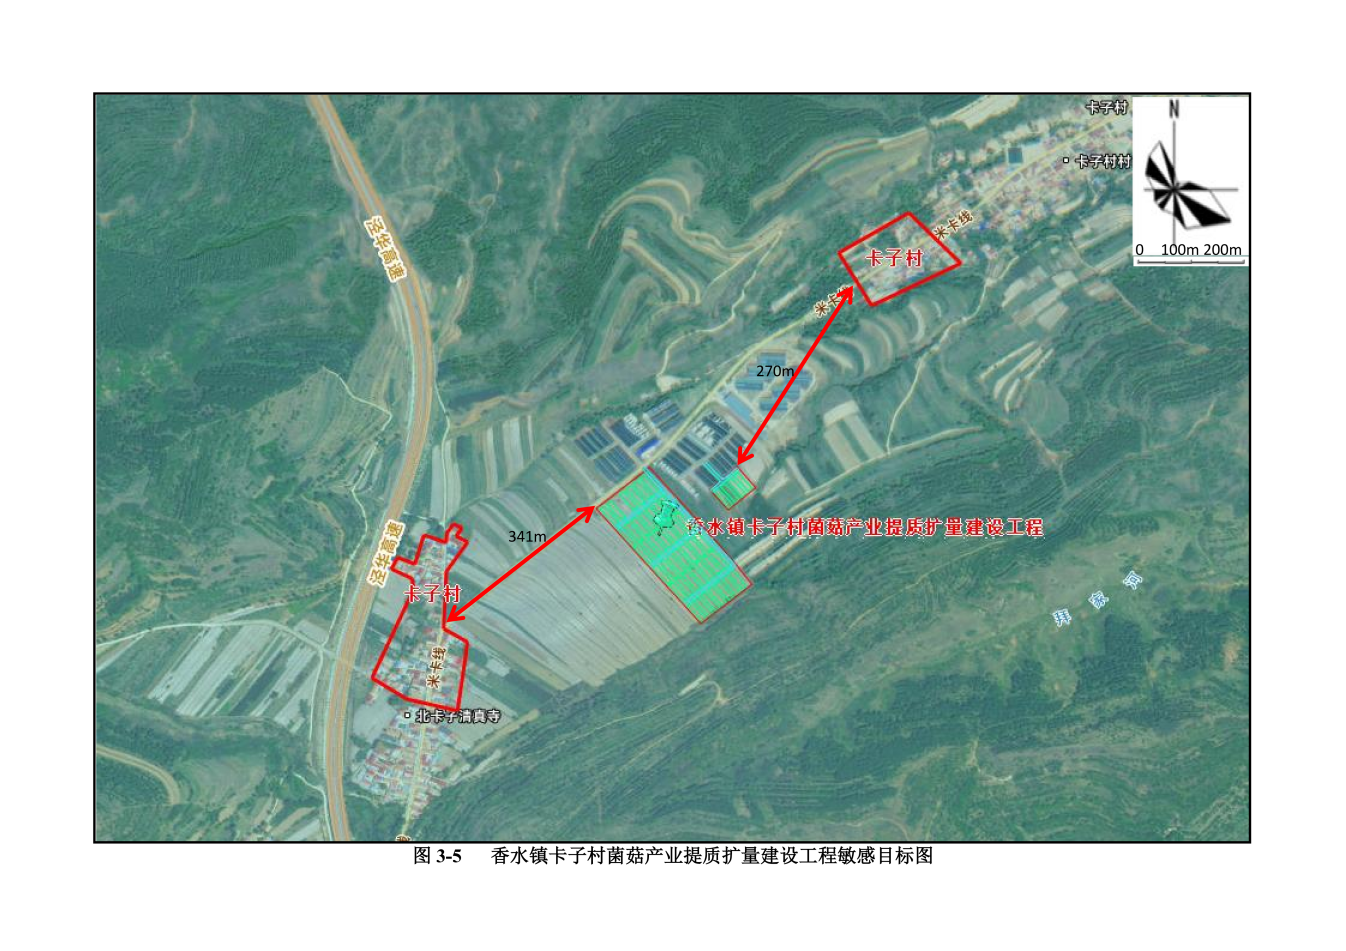 卡子村
N
卡子村村
泾华高速
米卡线
卡子村
0 100m 200m
米卡线
270m
香水镇卡子村菌菇产业提质扩量建设工程
341m
泾华高速
卡子村
拜家河
米卡线
北卡子清真寺
图 3-5 香水镇卡子村菌菇产业提质扩量建设工程敏感目标图